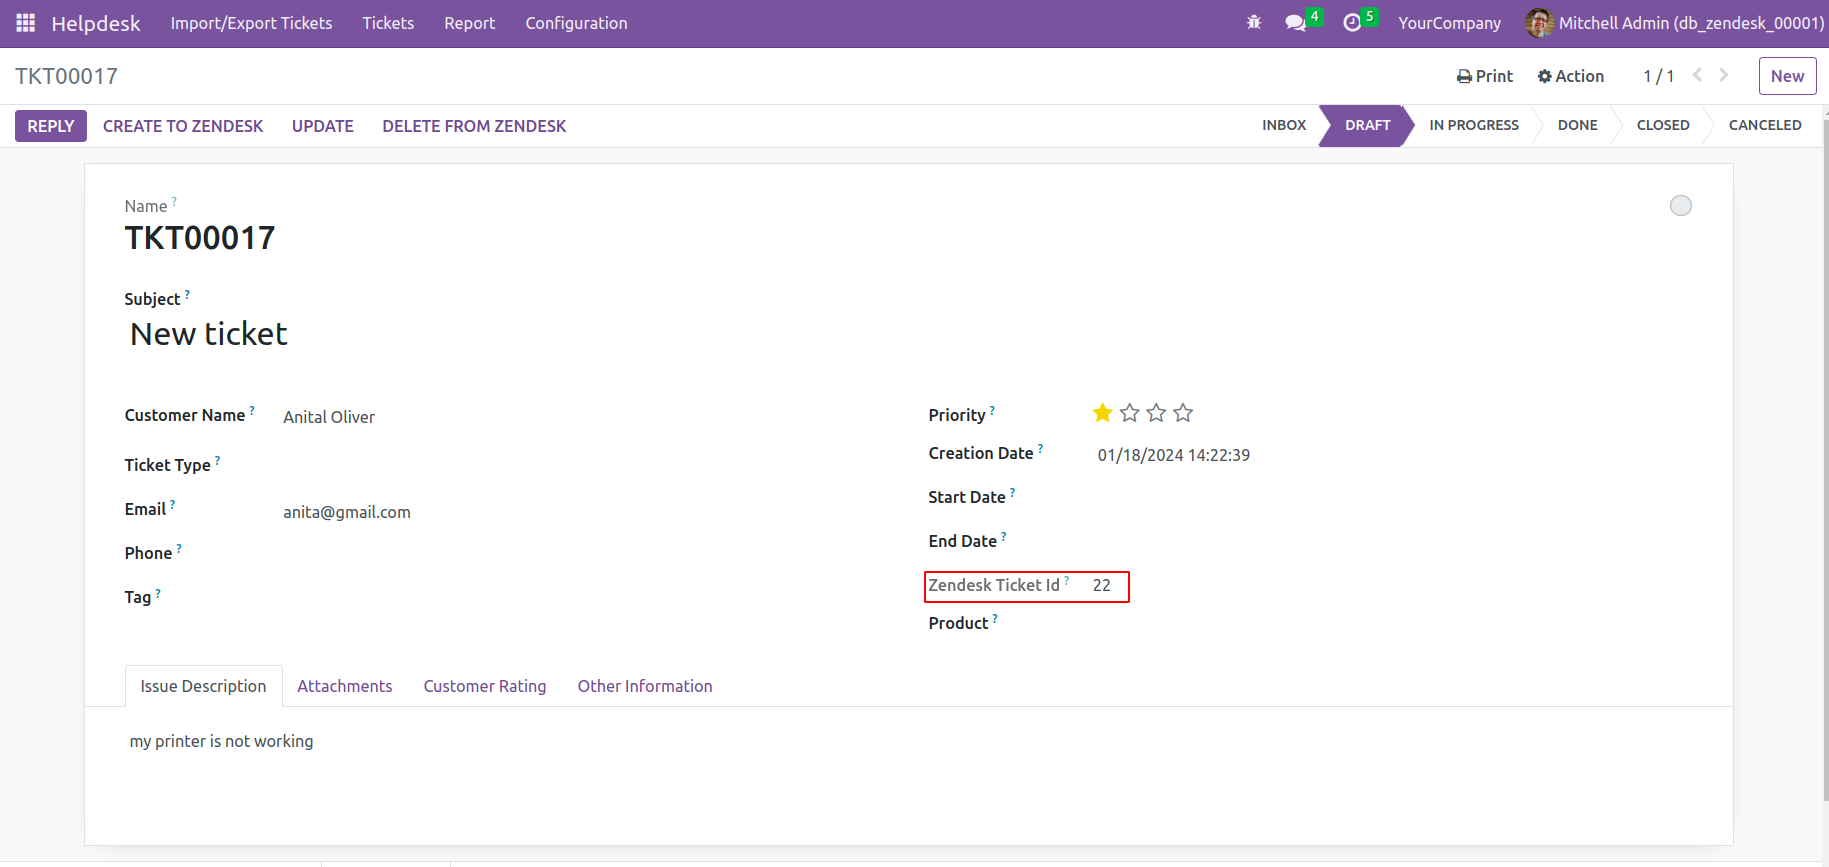 Helpdesk Import/Export Tickets Tickets Report Configuration 4 5 YourCompany Mitchell Admin (db_zendesk_00001)
TKT00017 Print Action 1 / 1 New
REPLY CREATE TO ZENDESK UPDATE DELETE FROM ZENDESK INBOX DRAFT IN PROGRESS DONE CLOSED CANCELED
Name ?
TKT00017
Subject ?
New ticket
Customer Name ? Anital Oliver Priority ?
Creation Date ? 01/18/2024 14:22:39
Ticket Type ?
Start Date ?
Email ? anita@gmail.com
End Date ?
Phone ?
Zendesk Ticket Id ? 22
Tag ?
Product ?
Issue Description Attachments Customer Rating Other Information
my printer is not working